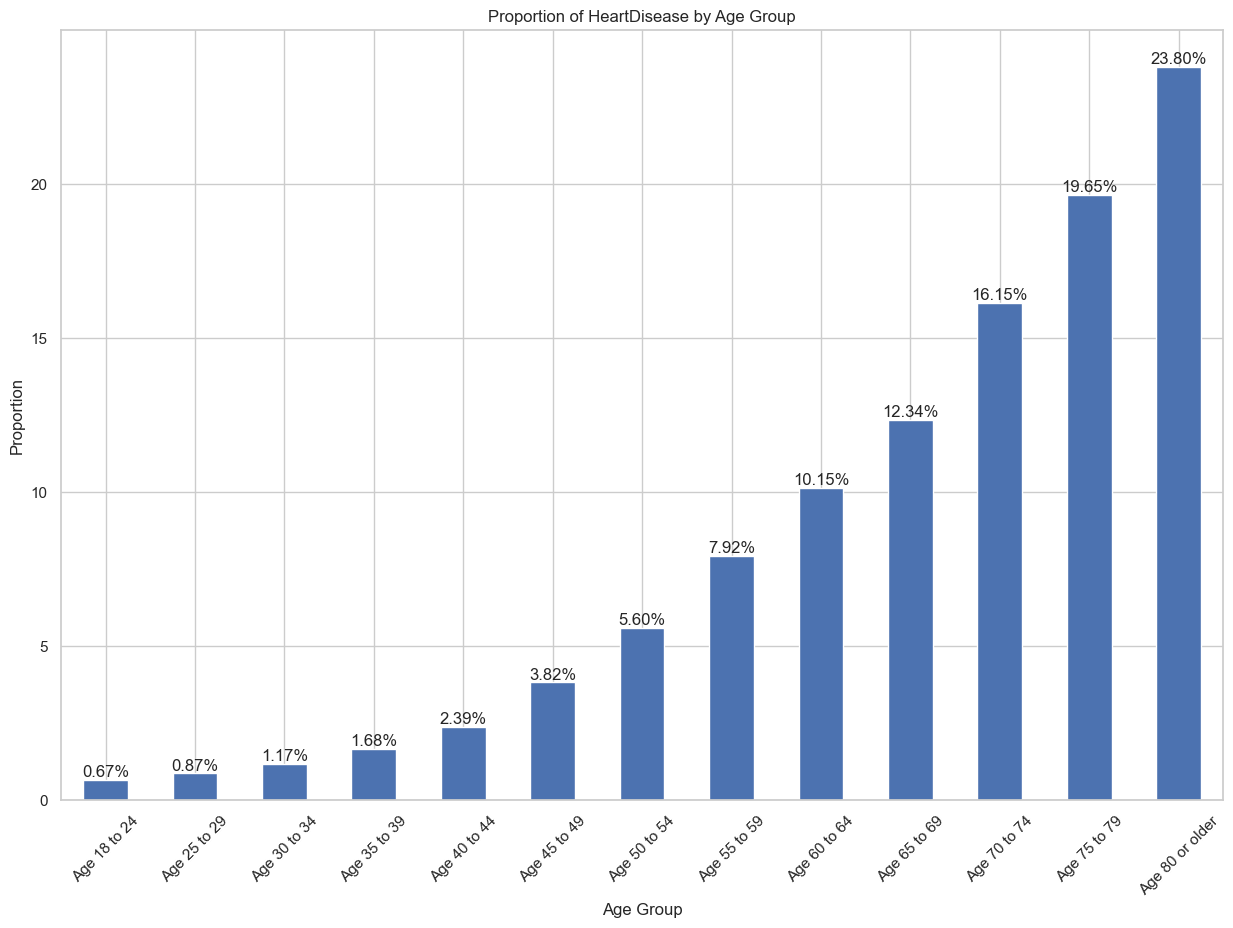 Proportion of HeartDisease by Age Group
Proportion
20
15
10
5
0
0.67%
0.87%
1.17%
1.68%
2.39%
3.82%
5.60%
7.92%
10.15%
12.34%
16.15%
19.65%
23.80%
Age 18 to 24
Age 25 to 29
Age 30 to 34
Age 35 to 39
Age 40 to 44
Age 45 to 49
Age 50 to 54
Age 55 to 59
Age 60 to 64
Age 65 to 69
Age 70 to 74
Age 75 to 79
Age 80 or older
Age Group